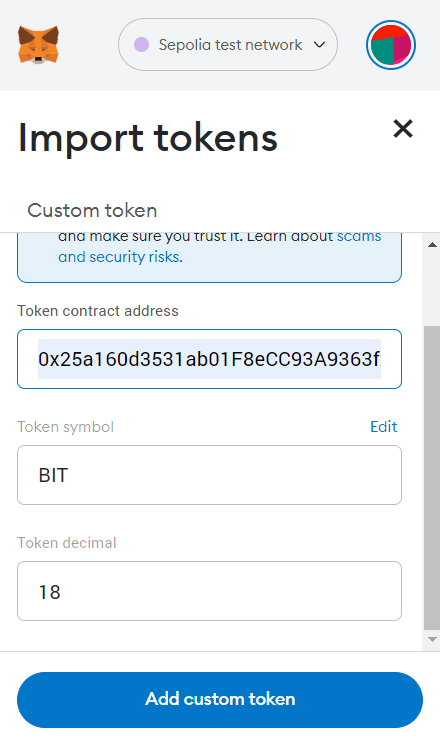 Sepolia test network
Import tokens
Custom token
and make sure you trust it. Learn about scams
and security risks.
Token contract address
0x25a160d3531ab01F8eCC93A9363f
Token symbol
Edit
BIT
Token decimal
18
Add custom token